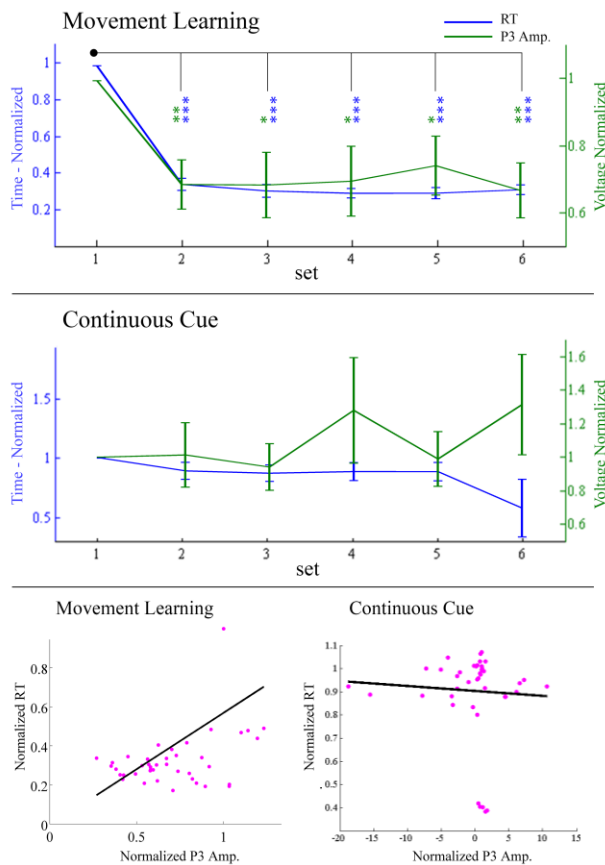 Movement Learning
RT
P3 Amp.
Time - Normalized
1
0.8
0.6
0.4
0.2
** *** * *** * *** * *** ** ***
1
0.8
0.6
Voltage Normalized
1 2 3 4 5 6
set
Continuous Cue
Time - Normalized
1.5
1
0.5
1.6
1.4
1.2
1
0.8
0.6
Voltage Normalized
1 2 3 4 5 6
set
Movement Learning
Normalized RT
0.8
0.6
0.4
0.2
0
0 0.5 1
Normalized P3 Amp.
Continuous Cue
Normalized RT
1.1
1
0.9
0.8
0.7
0.6
0.5
0.4
-20 -15 -10 -5 0 5 10 15
Normalized P3 Amp.